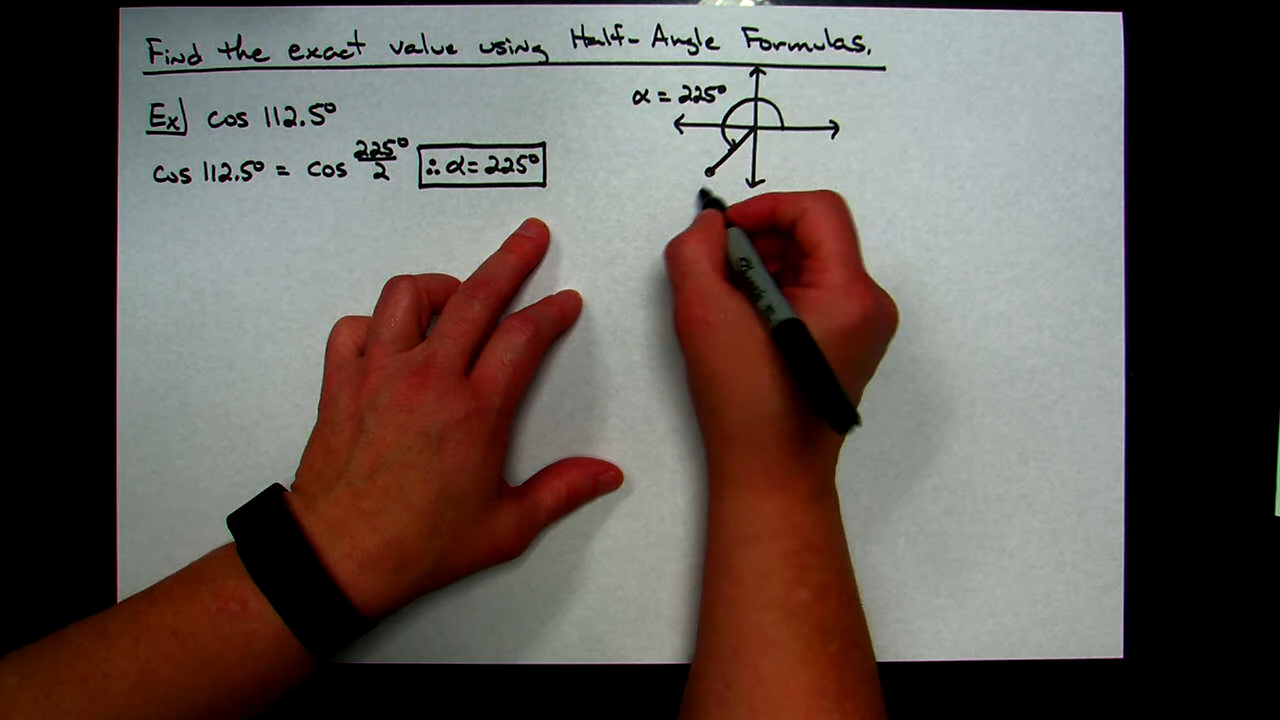 Find the exact value using Half-Angle Formulas.
Ex) cos 112.5°
α = 225°
cos 112.5° = cos 225°/2 ∴ α = 225°
Sharpie